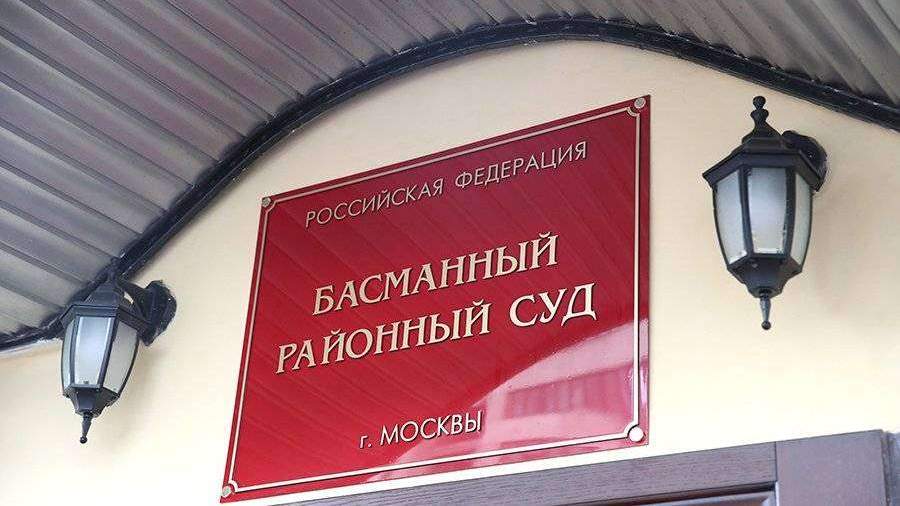 РОССИЙСКАЯ ФЕДЕРАЦИЯ
БАСМАННЫЙ
РАЙОННЫЙ СУД
г. МОСКВЫ